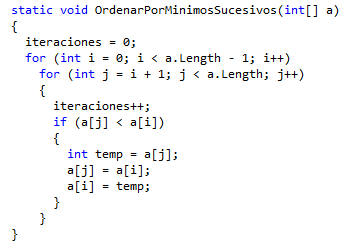 static void OrdenarPorMinimosSucesivos(int[] a)
{
  iteraciones = 0;
  for (int i = 0; i < a.Length - 1; i++)
    for (int j = i + 1; j < a.Length; j++)
    {
      iteraciones++;
      if (a[j] < a[i])
      {
        int temp = a[j];
        a[j] = a[i];
        a[i] = temp;
      }
    }
}